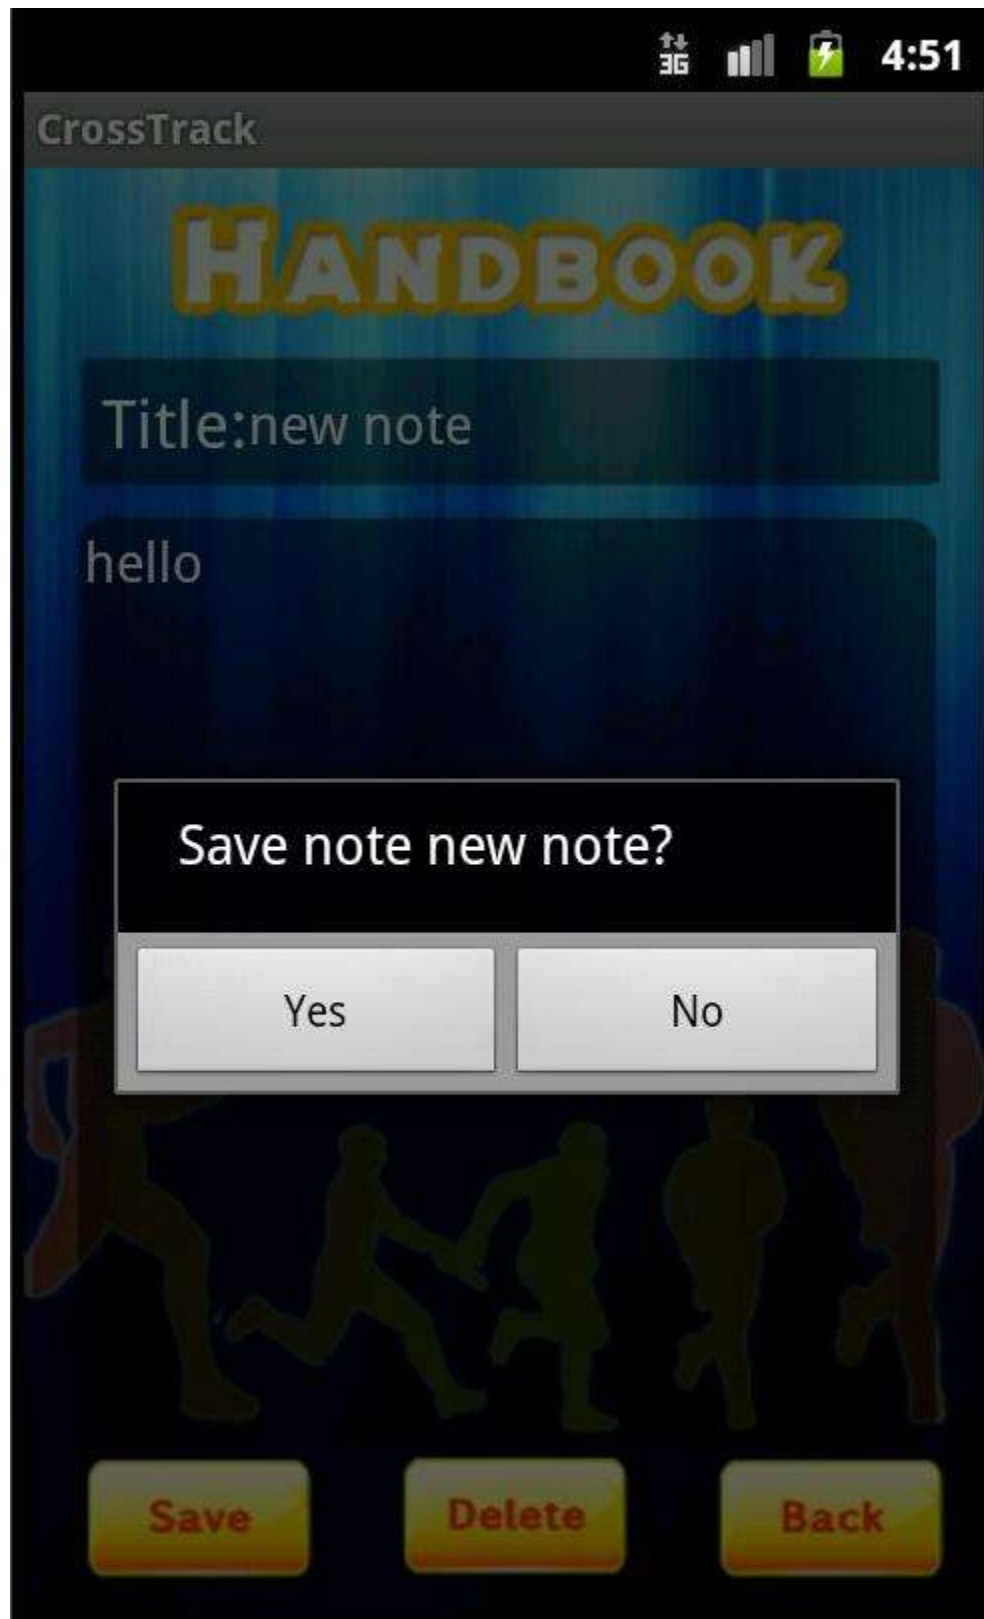 3G 4:51
CrossTrack
HANDBOOK
Title:new note
hello
Save note new note?
Yes No
Save Delete Back